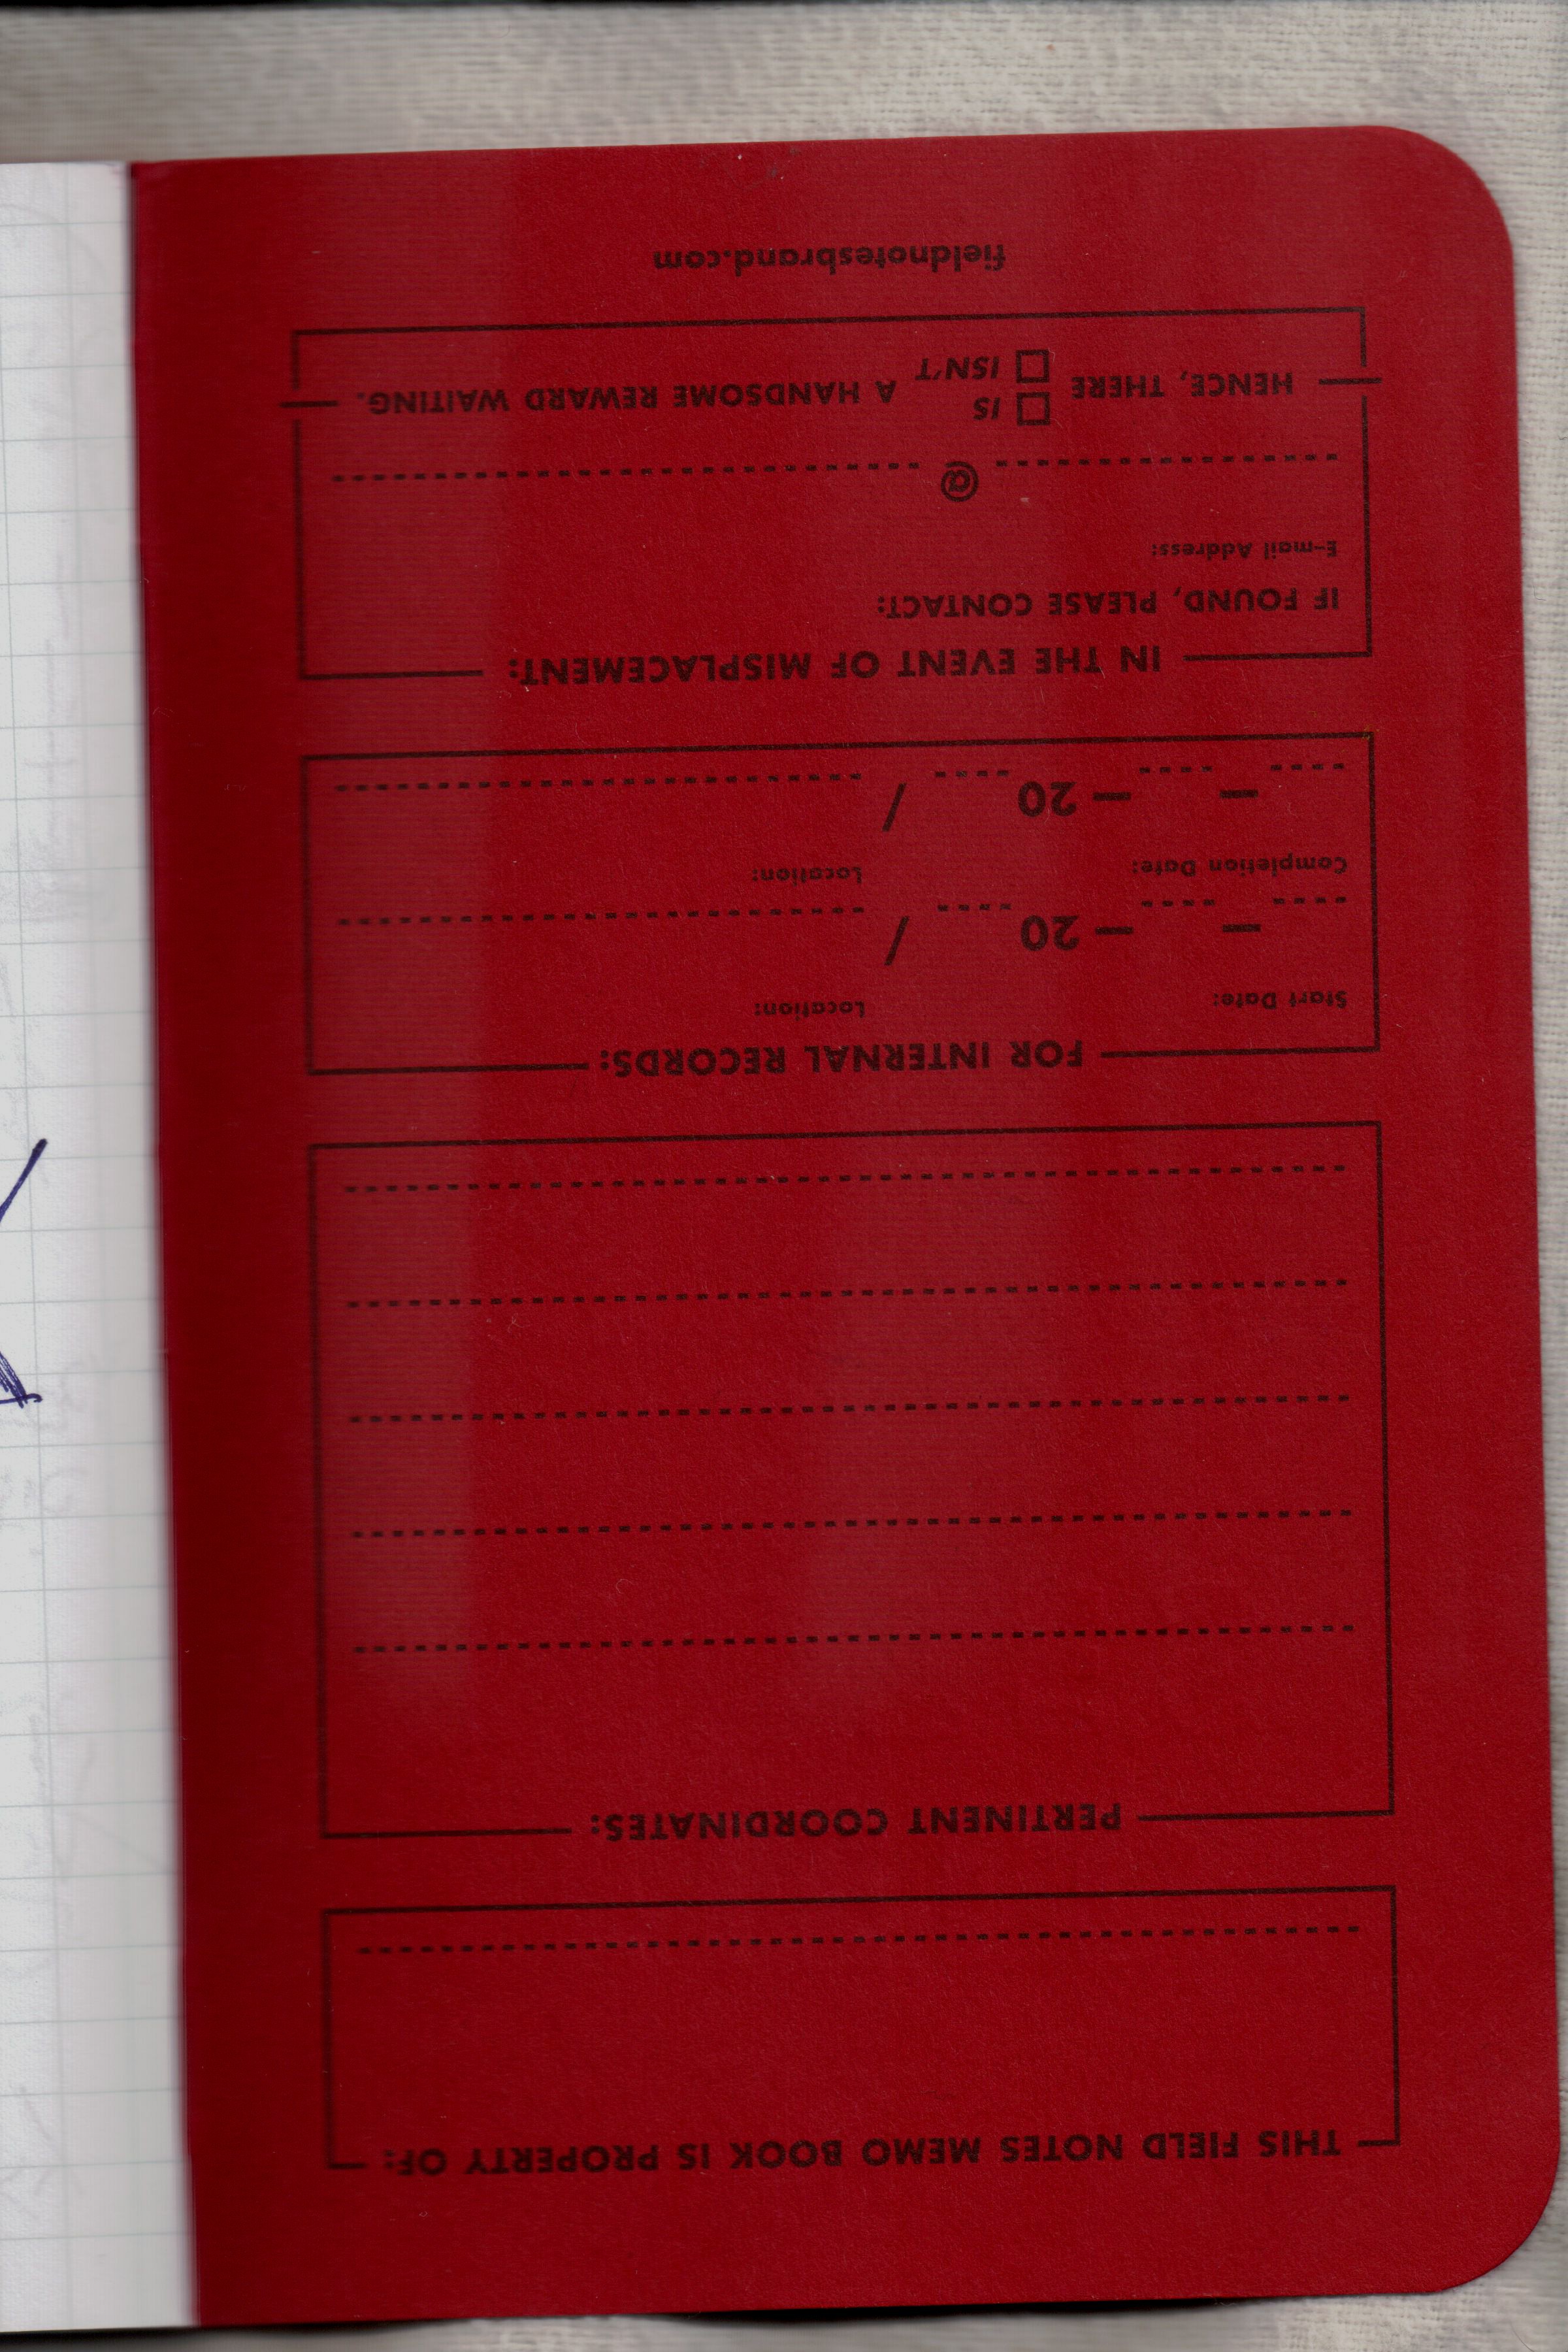 THIS FIELD NOTES MEMO BOOK IS PROPERTY OF:
PERTINENT COORDINATES:
FOR INTERNAL RECORDS:
Start Date: Location:
– – 20 /
Completion Date: Location:
– – 20 /
IN THE EVENT OF MISPLACEMENT:
IF FOUND, PLEASE CONTACT:
E-mail Address:
@
HENCE, THERE IS ISN'T A HANDSOME REWARD WAITING.
fieldnotesbrand.com